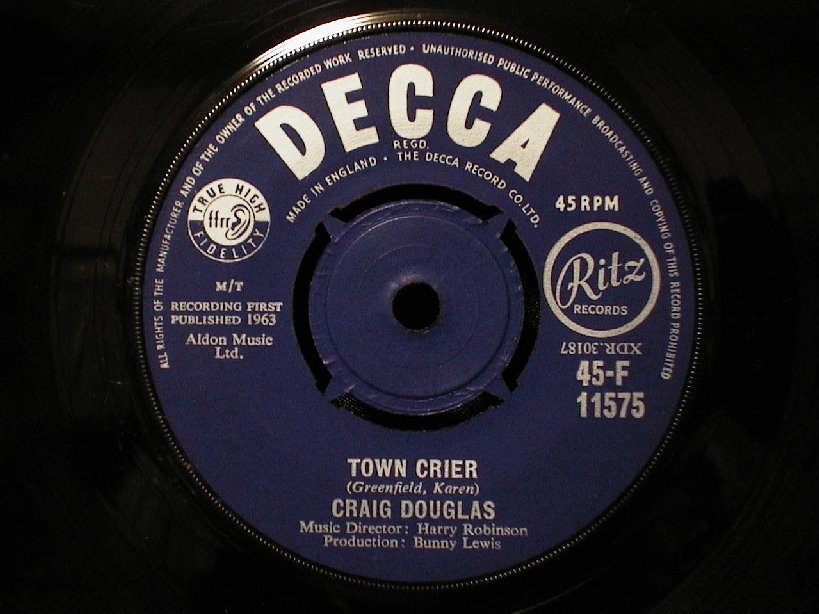 ALL RIGHTS OF THE MANUFACTURER AND OF THE OWNER OF THE RECORDED WORK RESERVED • UNAUTHORISED PUBLIC PERFORMANCE BROADCASTING AND COPYING OF THIS RECORD PROHIBITED
DECCA
REGD.
MADE IN ENGLAND • THE DECCA RECORD CO. LTD.
TRUE HIGH
ffrr
FIDELITY
45 RPM
Ritz
RECORDS
M/T
RECORDING FIRST
PUBLISHED 1963
Aldon Music
Ltd.
XDR.30187
45-F
11575
TOWN CRIER
(Greenfield, Karen)
CRAIG DOUGLAS
Music Director: Harry Robinson
Production: Bunny Lewis